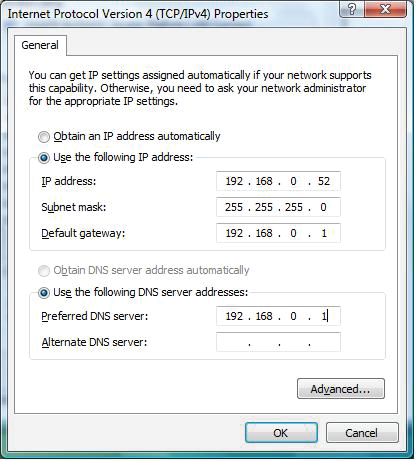 Internet Protocol Version 4 (TCP/IPv4) Properties
General
You can get IP settings assigned automatically if your network supports
this capability. Otherwise, you need to ask your network administrator
for the appropriate IP settings.
Obtain an IP address automatically
Use the following IP address:
IP address: 192 . 168 . 0 . 52
Subnet mask: 255 . 255 . 255 . 0
Default gateway: 192 . 168 . 0 . 1
Obtain DNS server address automatically
Use the following DNS server addresses:
Preferred DNS server: 192 . 168 . 0 . 1
Alternate DNS server: . . .
Advanced...
OK Cancel